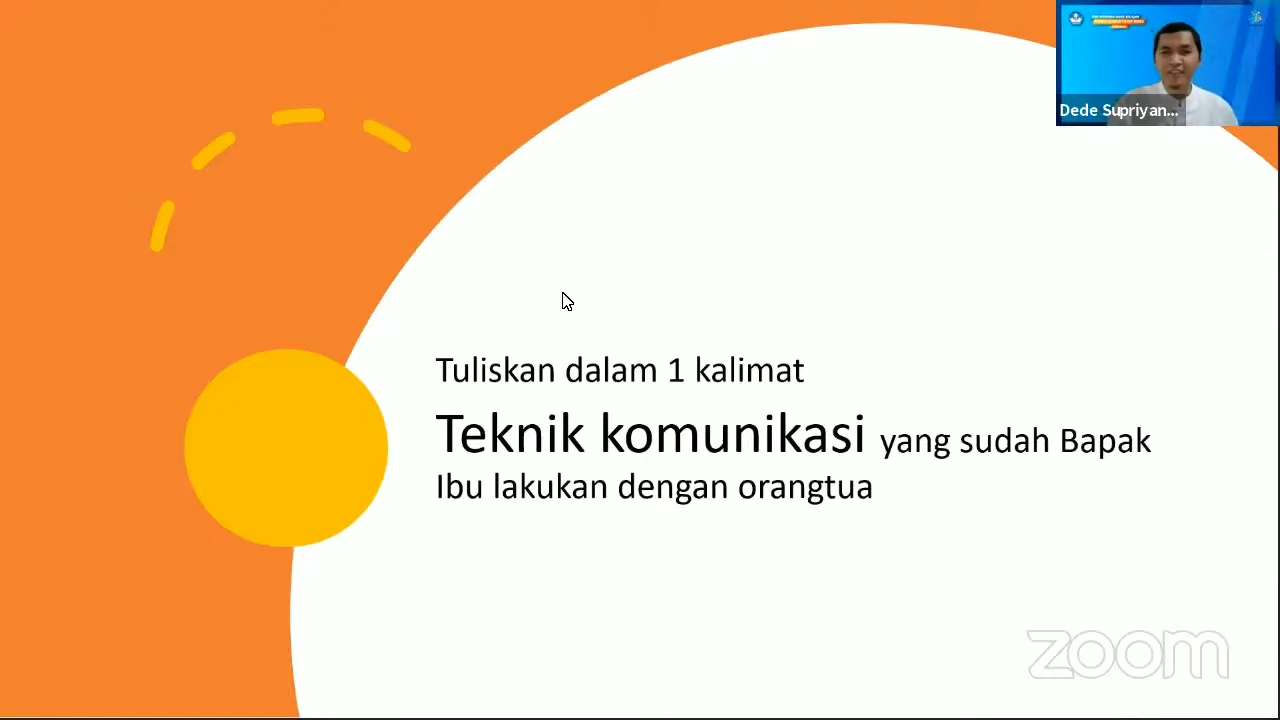 Dede Supriyan...
Tuliskan dalam 1 kalimat
Teknik komunikasi yang sudah Bapak
Ibu lakukan dengan orangtua
zoom